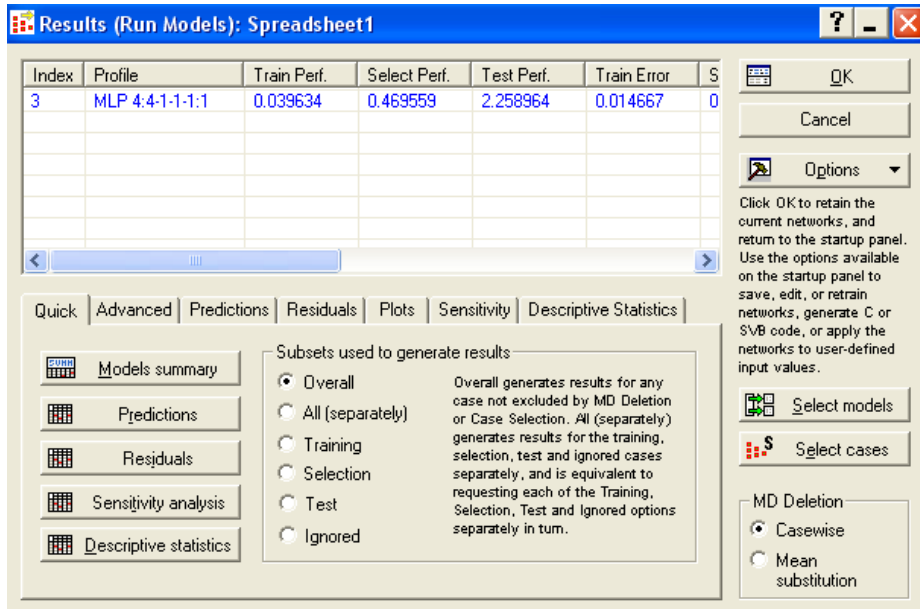 Results (Run Models): Spreadsheet1
Index Profile Train Perf. Select Perf. Test Perf. Train Error S
3 MLP 4:4-1-1-1:1 0.039634 0.469559 2.258964 0.014667 0
OK
Cancel
Options
Click OK to retain the
current networks, and
return to the startup panel.
Use the options available
on the startup panel to
save, edit, or retrain
networks, generate C or
SVB code, or apply the
networks to user-defined
input values.
Select models
Select cases
MD Deletion
Casewise
Mean
substitution
Quick Advanced Predictions Residuals Plots Sensitivity Descriptive Statistics
Models summary
Predictions
Residuals
Sensitivity analysis
Descriptive statistics
Subsets used to generate results
Overall
All (separately)
Training
Selection
Test
Ignored
Overall generates results for any
case not excluded by MD Deletion
or Case Selection. All (separately)
generates results for the training,
selection, test and ignored cases
separately, and is equivalent to
requesting each of the Training,
Selection, Test and Ignored options
separately in turn.